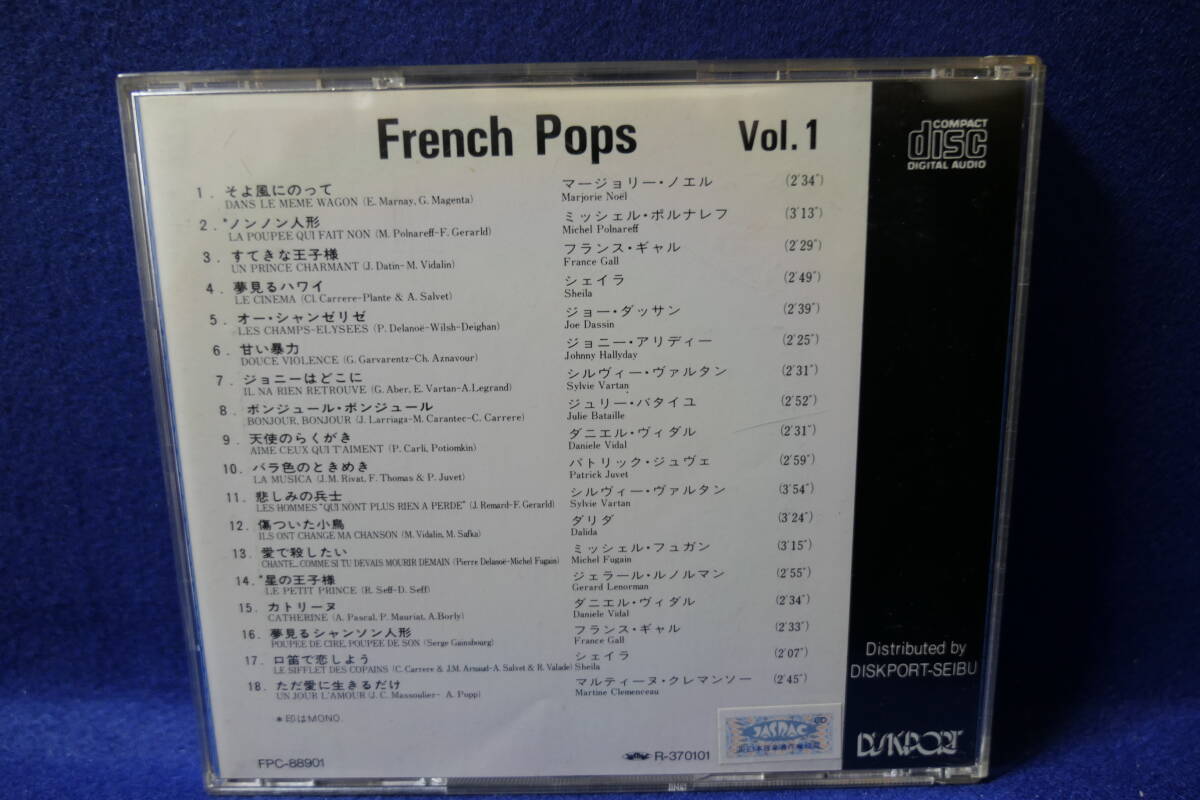 French Pops Vol. 1
COMPACT
disc
DIGITAL AUDIO
1. そよ風にのって マージョリー・ノエル (2'34")
DANS LE MEME WAGON (E. Marnay, G. Magenta) Marjorie Noël
2. *ノンノン人形 ミッシェル・ポルナレフ (3'13")
LA POUPEE QUI FAIT NON (M. Polnareff-F. Gerarld) Michel Polnareff
3. すてきな王子様 フランス・ギャル (2'29")
UN PRINCE CHARMANT (J. Datin-M. Vidalin) France Gall
4. 夢見るハワイ シェイラ (2'49")
LE CINEMA (Cl. Carrere-Plante & A. Salvet) Sheila
5. オー・シャンゼリゼ ジョー・ダッサン (2'39")
LES CHAMPS-ELYSEES (P. Delanoë-Wilsh-Deighan) Joe Dassin
6. 甘い暴力 ジョニー・アリディー (2'25")
DOUCE VIOLENCE (G. Garvarentz-Ch. Aznavour) Johnny Hallyday
7. ジョニーはどこに シルヴィー・ヴァルタン (2'31")
IL NA RIEN RETROUVE (G. Aber, E. Vartan-A.Legrand) Sylvie Vartan
8. ボンジュール・ボンジュール ジュリー・バタイユ (2'52")
BONJOUR, BONJOUR (J. Larriaga-M. Carantec-C. Carrere) Julie Bataille
9. 天使のらくがき ダニエル・ヴィダル (2'31")
AIME CEUX QUI T'AIMENT (P. Carli, Potiomkin) Daniele Vidal
10. バラ色のときめき パトリック・ジュヴェ (2'59")
LA MUSICA (J.M. Rivat, F. Thomas & P. Juvet) Patrick Juvet
11. 悲しみの兵士 シルヴィー・ヴァルタン (3'54")
LES HOMMES "QUI NONT PLUS RIEN A PERDE" (J. Remard-F. Gerarld) Sylvie Vartan
12. 傷ついた小鳥 ダリダ (3'24")
ILS ONT CHANGE MA CHANSON (M. Vidalin, M. Safka) Dalida
13. 愛で殺したい ミッシェル・フュガン (3'15")
CHANTE... COMME SI TU DEVAIS MOURIR DEMAIN (Pierre Delanoë-Michel Fugain) Michel Fugain
14. *星の王子様 ジェラール・ルノルマン (2'55")
LE PETIT PRINCE (R. Seff-D. Seff) Gerard Lenorman
15. カトリーヌ ダニエル・ヴィダル (2'34")
CATHERINE (A. Pascal, P. Mauriat, A.Borly) Daniele Vidal
16. 夢見るシャンソン人形 フランス・ギャル (2'33")
POUPEE DE CIRE, POUPEE DE SON (Serge Gainsbourg) France Gall
17. 口笛で恋しよう シェイラ (2'07")
LE SIFFLET DES COPAINS (C. Carrere & J.M. Arnaud-A. Salvet & R. Valade) Sheila
18. ただ愛に生きるだけ マルティーヌ・クレマンソー (2'45")
UN JOUR L'AMOUR (J. C. Massoulier- A. Popp) Martine Clemenceau
*印はMONO.
Distributed by
DISKPORT-SEIBU
DISKPORT
JASRAC
CD
FPC-88901 R-370101